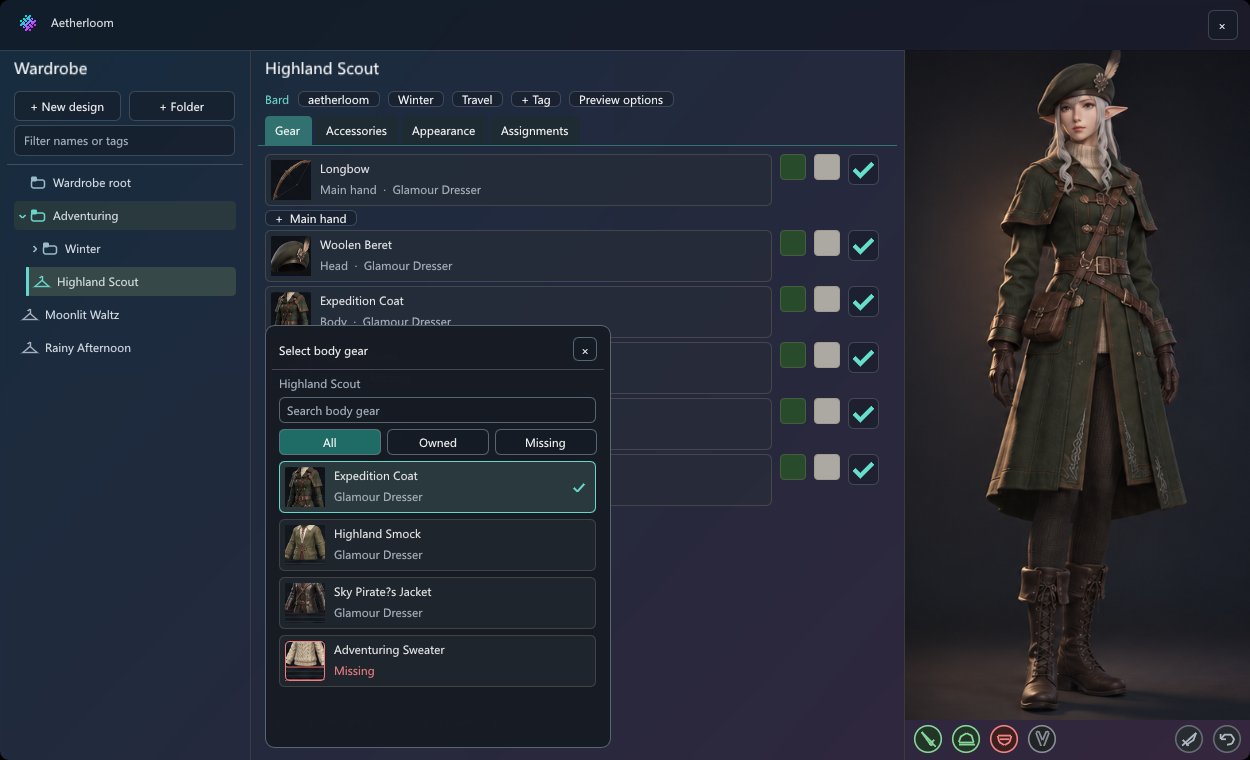 Aetherloom
×
Wardrobe
+ New design
+ Folder
Filter names or tags
Wardrobe root
Adventuring
Winter
Highland Scout
Moonlit Waltz
Rainy Afternoon
Highland Scout
Bard
aetherloom
Winter
Travel
+ Tag
Preview options
Gear
Accessories
Appearance
Assignments
Longbow
Main hand · Glamour Dresser
+ Main hand
Woolen Beret
Head · Glamour Dresser
Expedition Coat
Body · Glamour Dresser
Select body gear
×
Highland Scout
Search body gear
All
Owned
Missing
Expedition Coat
Glamour Dresser
Highland Smock
Glamour Dresser
Sky Pirate?s Jacket
Glamour Dresser
Adventuring Sweater
Missing